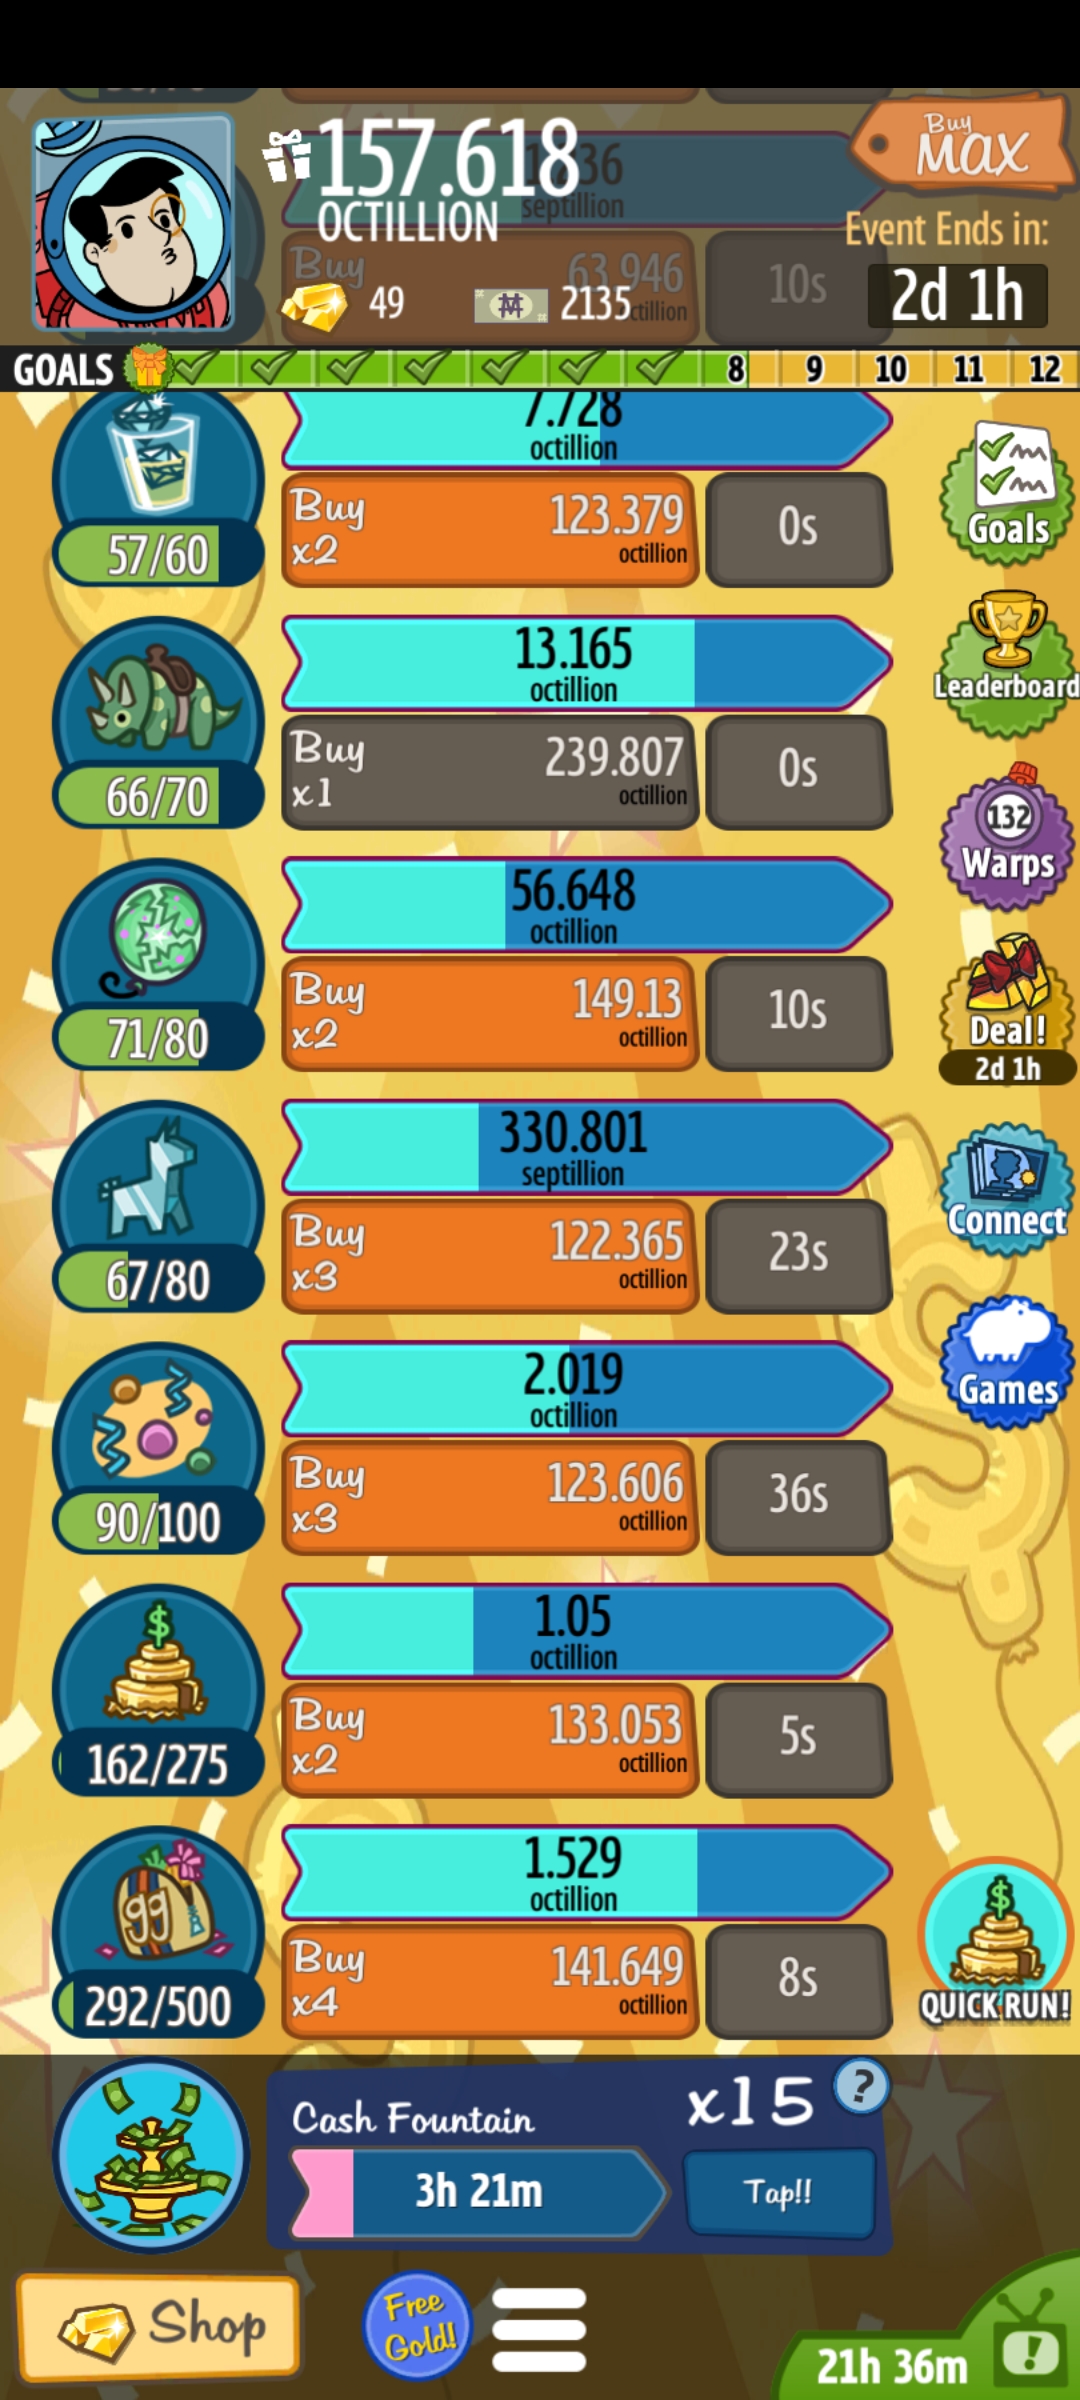 157.618
OCTILLION
Buy
MAX
Event Ends in:
2d 1h
49
2135
septillion
Buy
63.946
10s
GOALS
8
9
10
11
12
7.728
octillion
57/60
Buy
x2
123.379
octillion
0s
Goals
13.165
octillion
66/70
Buy
x1
239.807
octillion
0s
Leaderboard
56.648
octillion
71/80
Buy
x2
149.13
octillion
10s
132
Warps
Deal!
2d 1h
330.801
septillion
67/80
Buy
x3
122.365
octillion
23s
Connect
2.019
octillion
90/100
Buy
x3
123.606
octillion
36s
Games
$
1.05
octillion
162/275
Buy
x2
133.053
octillion
5s
gg
1.529
octillion
292/500
Buy
x4
141.649
octillion
8s
$
QUICK RUN!
Cash Fountain
x15
?
3h 21m
Tap!!
Shop
Free
Gold!
21h 36m
!